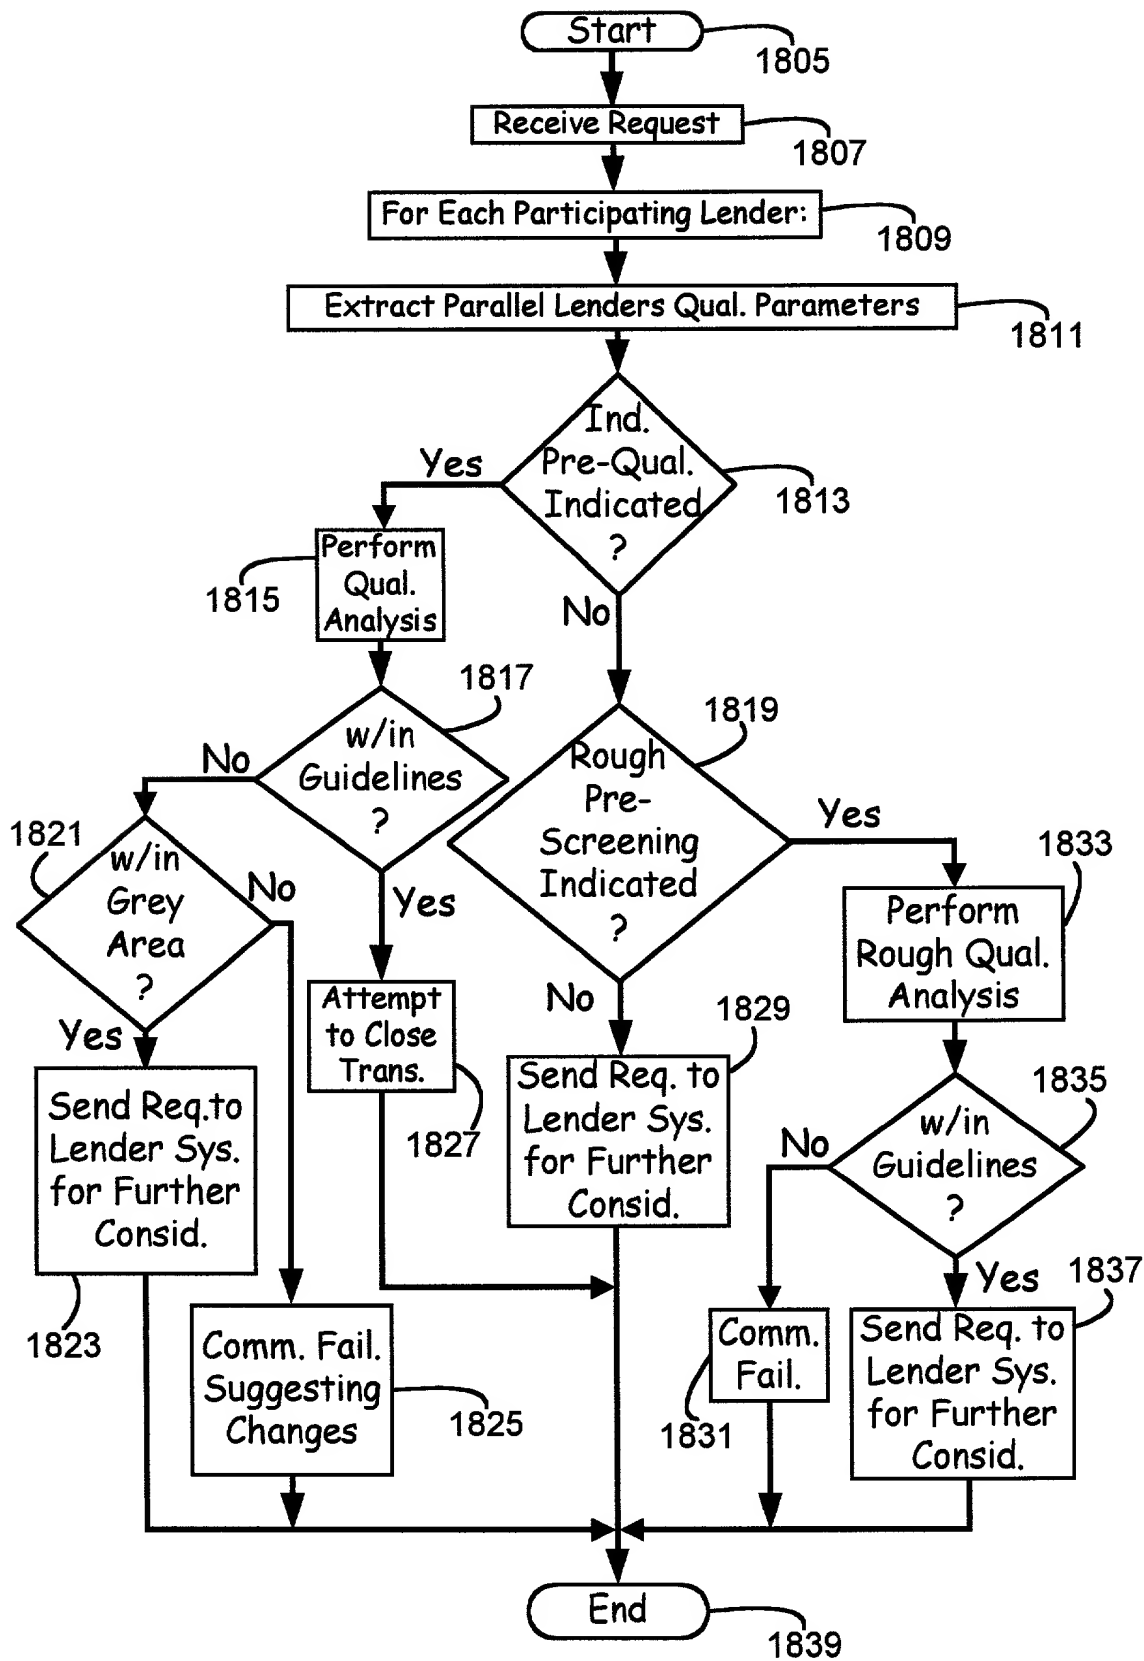 Start
1805
Receive Request
1807
For Each Participating Lender:
1809
Extract Parallel Lenders Qual. Parameters
1811
Ind.
Pre-Qual.
Indicated
?
1813
Yes
No
Perform
Qual.
Analysis
1815
w/in
Guidelines
?
1817
No
Yes
Rough
Pre-
Screening
Indicated
?
1819
Yes
No
w/in
Grey
Area
?
1821
No
Yes
Perform
Rough Qual.
Analysis
1833
Attempt
to Close
Trans.
1827
Send Req. to
Lender Sys.
for Further
Consid.
1829
Send Req.to
Lender Sys.
for Further
Consid.
1823
w/in
Guidelines
?
1835
No
Yes
Comm. Fail.
Suggesting
Changes
1825
Comm.
Fail.
1831
Send Req. to
Lender Sys.
for Further
Consid.
1837
End
1839